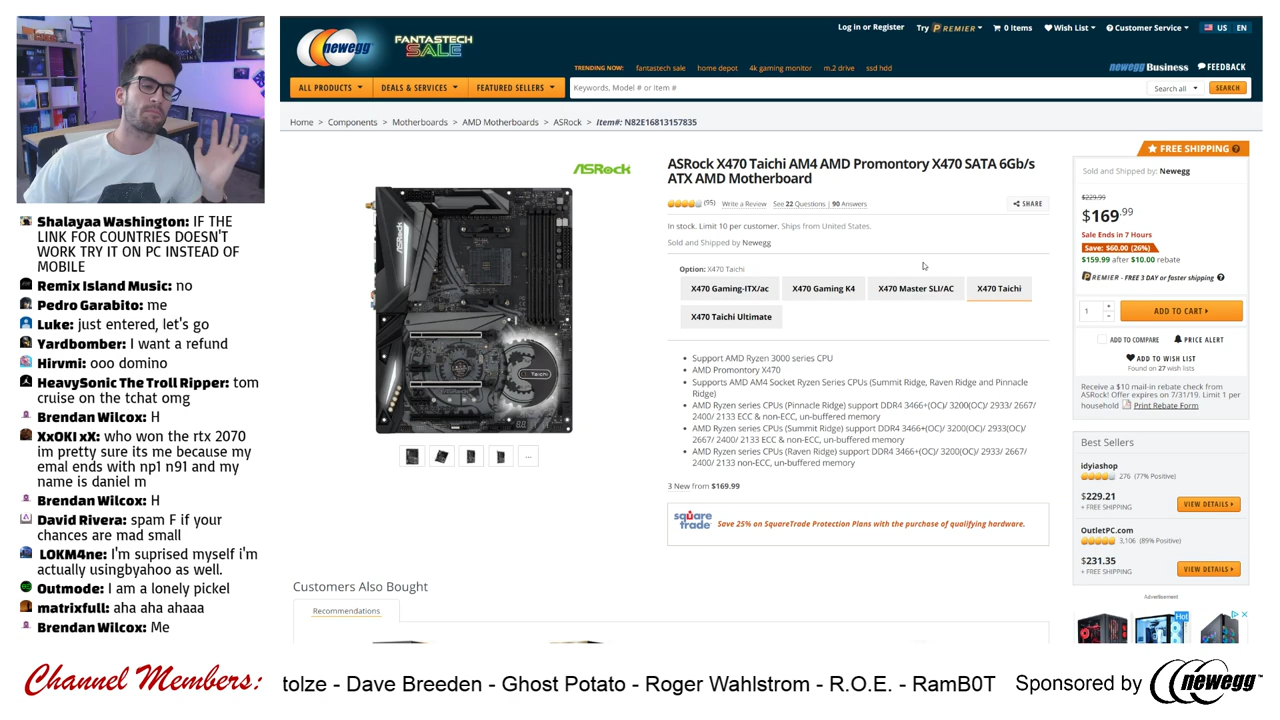 newegg
FANTASTECH
SALE
Log in or Register
Try PREMIER
0 Items
Wish List
Customer Service
US EN
TRENDING NOW: fantastech sale home depot 4k gaming monitor m.2 drive ssd hdd
newegg Business
FEEDBACK
ALL PRODUCTS
DEALS & SERVICES
FEATURED SELLERS
Keywords, Model # or Item #
Search all
SEARCH
Home > Components > Motherboards > AMD Motherboards > ASRock > Item#: N82E16813157835
ASRock
ASRock
Taichi
...
ASRock X470 Taichi AM4 AMD Promontory X470 SATA 6Gb/s
ATX AMD Motherboard
(95) Write a Review See 22 Questions | 90 Answers
SHARE
In stock. Limit 10 per customer. Ships from United States.
Sold and Shipped by Newegg
Option: X470 Taichi
X470 Gaming-ITX/ac
X470 Gaming K4
X470 Master SLI/AC
X470 Taichi
X470 Taichi Ultimate
Support AMD Ryzen 3000 series CPU
AMD Promontory X470
Supports AMD AM4 Socket Ryzen Series CPUs (Summit Ridge, Raven Ridge and Pinnacle
Ridge)
AMD Ryzen series CPUs (Pinnacle Ridge) support DDR4 3466+(OC)/ 3200(OC)/ 2933/ 2667/
2400/ 2133 ECC & non-ECC, un-buffered memory
AMD Ryzen series CPUs (Summit Ridge) support DDR4 3466+(OC)/ 3200(OC)/ 2933(OC)/
2667/ 2400/ 2133 ECC & non-ECC, un-buffered memory
AMD Ryzen series CPUs (Raven Ridge) support DDR4 3466+(OC)/ 3200(OC)/ 2933/ 2667/
2400/ 2133 non-ECC, un-buffered memory
3 New from $169.99
square
trade
Save 25% on SquareTrade Protection Plans with the purchase of qualifying hardware.
Customers Also Bought
Recommendations
FREE SHIPPING
Sold and Shipped by: Newegg
$229.99
$169.99
Sale Ends in 7 Hours
Save: $60.00 (26%)
$159.99 after $10.00 rebate
PREMIER - FREE 3 DAY or faster shipping
1
ADD TO CART
ADD TO COMPARE
PRICE ALERT
ADD TO WISH LIST
Found on 27 wish lists
Receive a $10 mail-in rebate check from
ASRock! Offer expires on 7/31/19. Limit 1 per
household Print Rebate Form
Best Sellers
idyiashop
276 (77% Positive)
$229.21
+ FREE SHIPPING
VIEW DETAILS
OutletPC.com
3,106 (89% Positive)
$231.35
+ FREE SHIPPING
VIEW DETAILS
Advertisement
Hot
Shalayaa Washington: IF THE
LINK FOR COUNTRIES DOESN'T
WORK TRY IT ON PC INSTEAD OF
MOBILE
Remix Island Music: no
Pedro Garabito: me
Luke: just entered, let's go
Yardbomber: I want a refund
Hirvmi: ooo domino
HeavySonic The Troll Ripper: tom
cruise on the tchat omg
Brendan Wilcox: H
XxOKI xX: who won the rtx 2070
im pretty sure its me because my
emal ends with np1 n91 and my
name is daniel m
Brendan Wilcox: H
David Rivera: spam F if your
chances are mad small
LOKM4ne: I'm suprised myself i'm
actually usingbyahoo as well.
Outmode: I am a lonely pickel
matrixfull: aha aha ahaaa
Brendan Wilcox: Me
Channel Members:
tolze - Dave Breeden - Ghost Potato - Roger Wahlstrom - R.O.E. - RamB0T
Sponsored by newegg